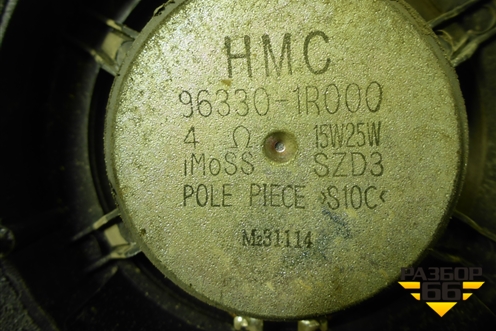 HMC
96330-1R000
4 Ω 15W25W
iMoSS SZD3
POLE PIECE >S10C<
M231114
РАЗБОР
66